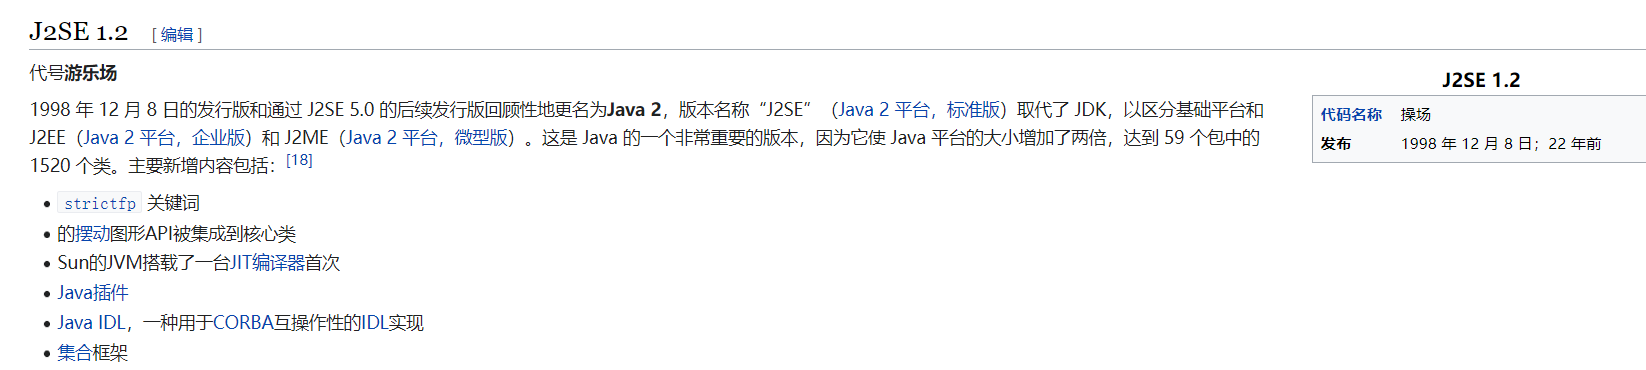 J2SE 1.2 [ 编辑 ]
代号游乐场
1998 年 12 月 8 日的发行版和通过 J2SE 5.0 的后续发行版回顾性地更名为Java 2，版本名称“J2SE”（Java 2 平台，标准版）取代了 JDK，以区分基础平台和
J2EE（Java 2 平台，企业版）和 J2ME（Java 2 平台，微型版）。这是 Java 的一个非常重要的版本，因为它使 Java 平台的大小增加了两倍，达到 59 个包中的
1520 个类。主要新增内容包括：[18]
• strictfp 关键词
• 的摆动图形API被集成到核心类
• Sun的JVM搭载了一台JIT编译器首次
• Java插件
• Java IDL，一种用于CORBA互操作性的IDL实现
• 集合框架
J2SE 1.2
代码名称 操场
发布 1998 年 12 月 8 日；22 年前